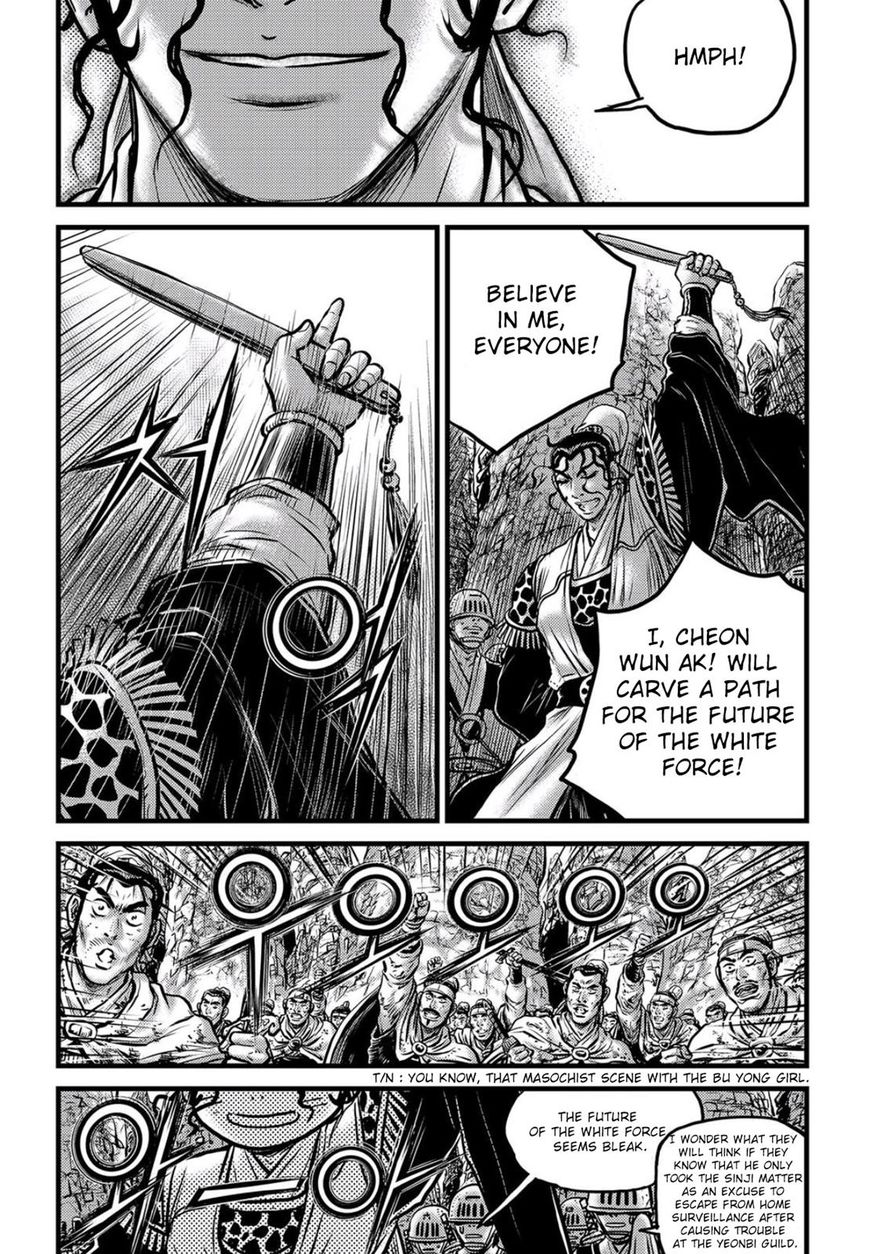 HMPH!
BELIEVE
IN ME,
EVERYONE!
I, CHEON
WUN AK! WILL
CARVE A PATH
FOR THE FUTURE
OF THE WHITE
FORCE!
T/N : YOU KNOW, THAT MASOCHIST SCENE WITH THE BU YONG GIRL.
THE FUTURE
OF THE WHITE FORCE
SEEMS BLEAK.
I WONDER WHAT THEY
WILL THINK IF THEY
KNOW THAT HE ONLY
TOOK THE SINJI MATTER
AS AN EXCUSE TO
ESCAPE FROM HOME
SURVEILLANCE AFTER
CAUSING TROUBLE
AT THE YEONBI GUILD.